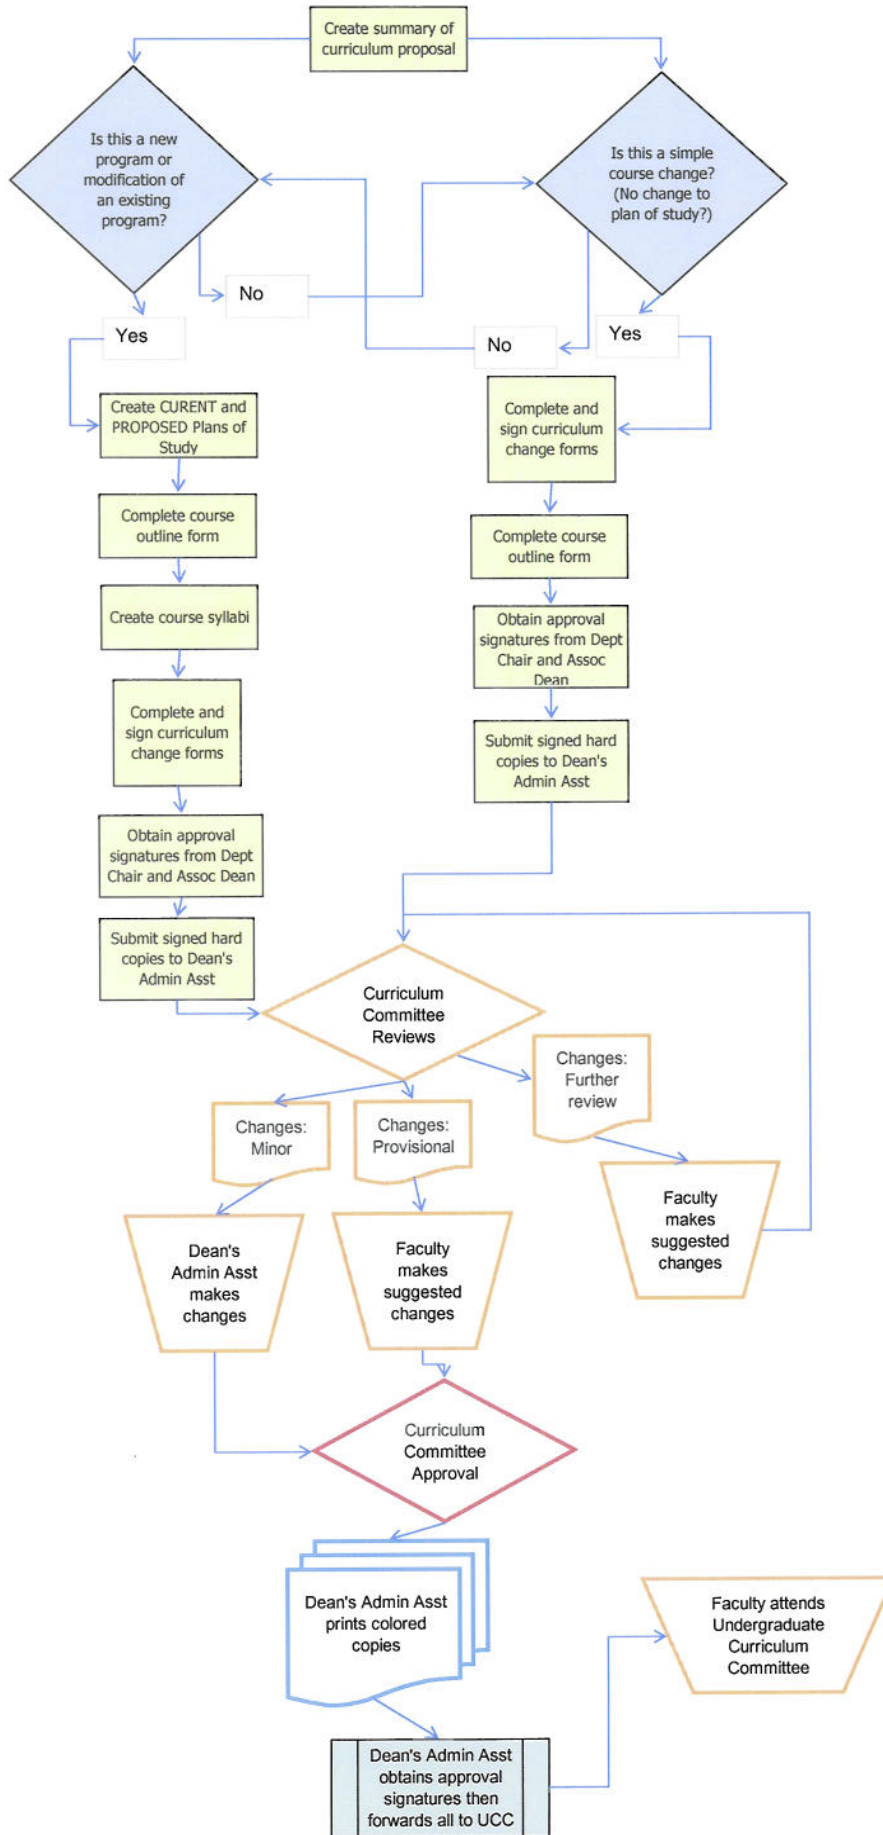 Create summary of
curriculum proposal
Is this a new
program or
modification of
an existing
program?
Is this a simple
course change?
(No change to
plan of study?)
No
Yes
No
Yes
Create CURENT and
PROPOSED Plans of
Study
Complete course
outline form
Create course syllabi
Complete and
sign curriculum
change forms
Obtain approval
signatures from Dept
Chair and Assoc Dean
Submit signed hard
copies to Dean's
Admin Asst
Complete and
sign curriculum
change forms
Complete course
outline form
Obtain approval
signatures from Dept
Chair and Assoc
Dean
Submit signed hard
copies to Dean's
Admin Asst
Curriculum
Committee
Reviews
Changes:
Minor
Changes:
Provisional
Changes:
Further
review
Dean's
Admin Asst
makes
changes
Faculty
makes
suggested
changes
Faculty
makes
suggested
changes
Curriculum
Committee
Approval
Dean's Admin Asst
prints colored
copies
Faculty attends
Undergraduate
Curriculum
Committee
Dean's Admin Asst
obtains approval
signatures then
forwards all to UCC